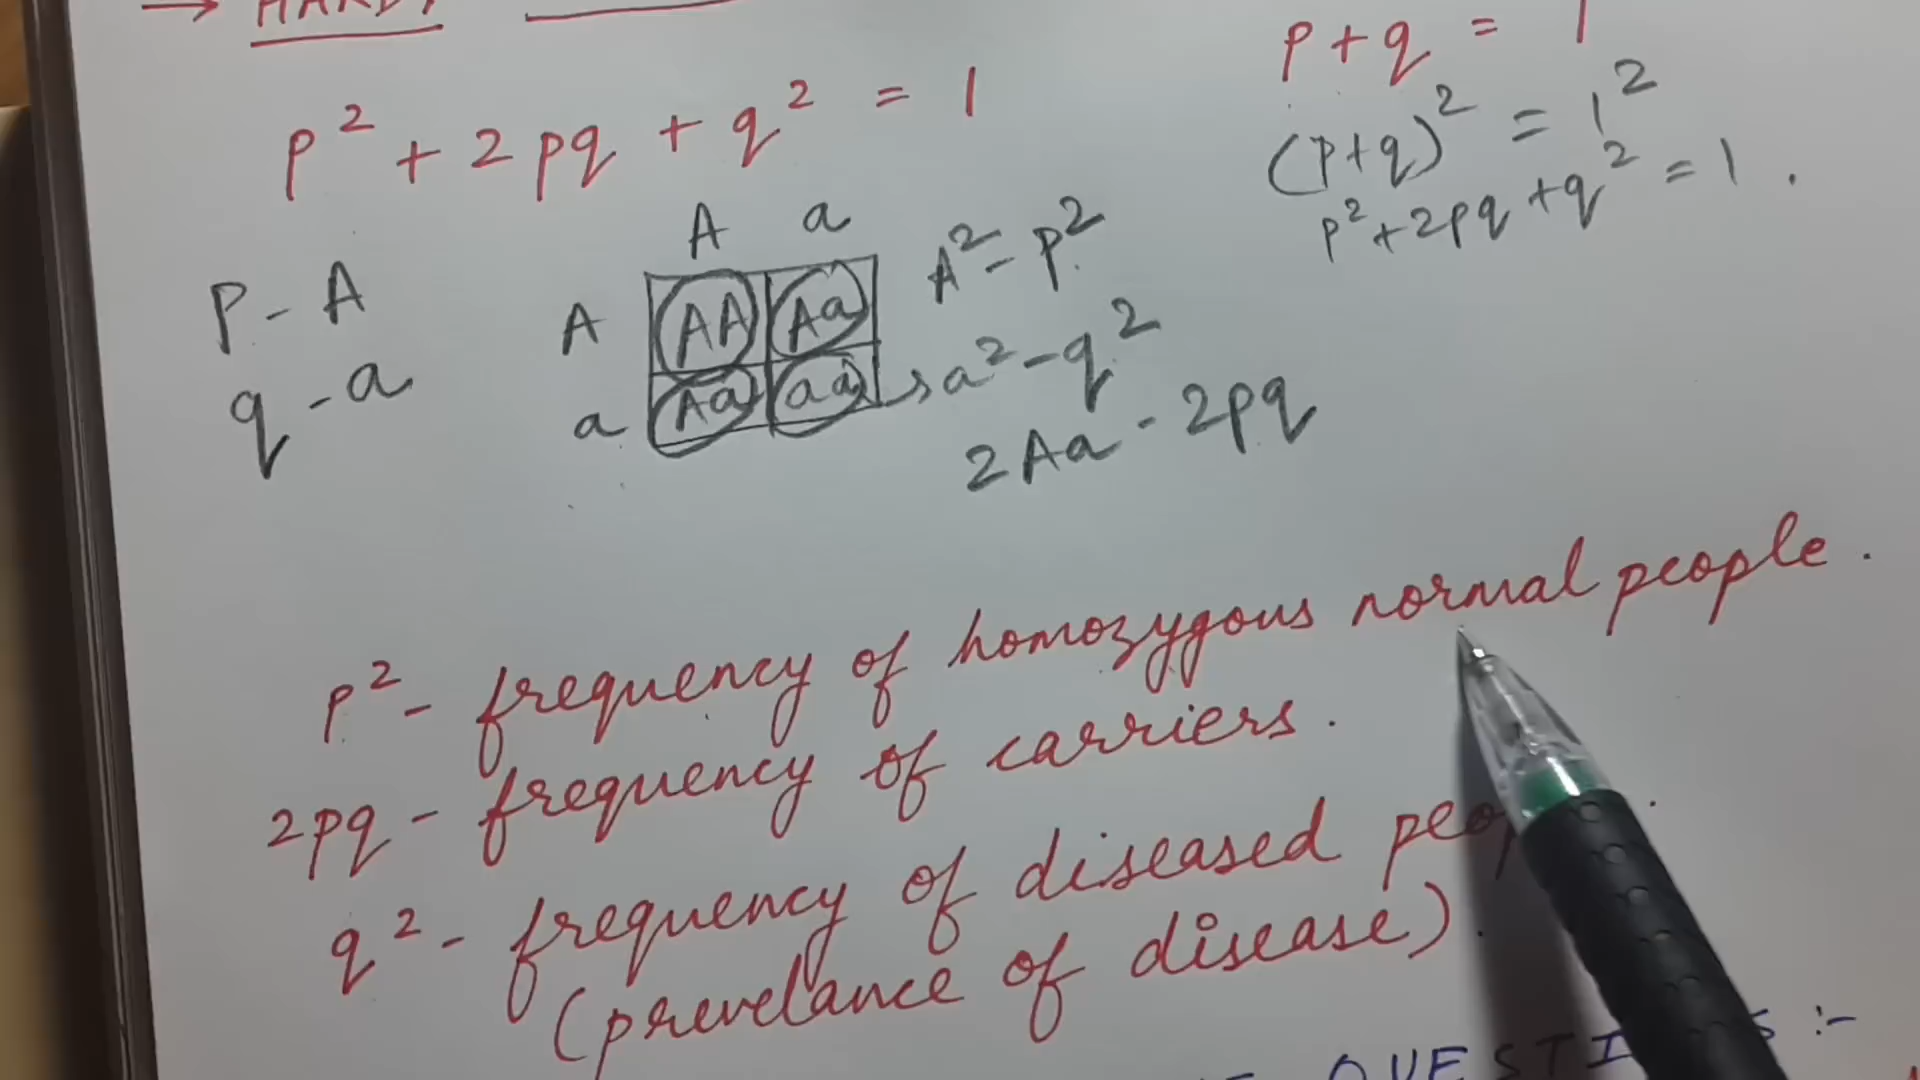 → HARDY
p + q = 1
p² + 2pq + q² = 1
(p+q)² = 1²
p² + 2pq + q² = 1 .
A a
P - A
A AA Aa A² - p²
q - a
a Aa aa → a² - q²
2Aa - 2pq
p² - frequency of homozygous normal people.
2pq - frequency of carriers.
q² - frequency of diseased
(prevelance of disease).